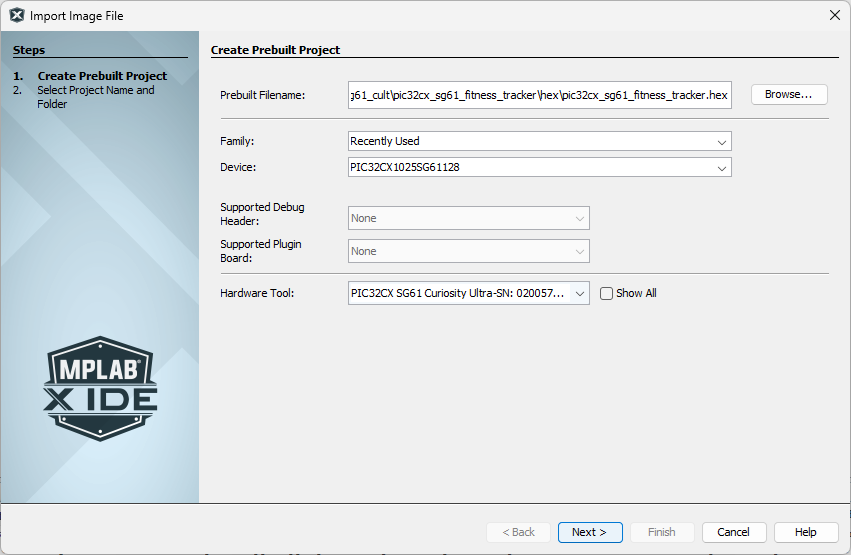 Import Image File
Steps
1. Create Prebuilt Project
2. Select Project Name and
Folder
MPLAB®
X IDE
Create Prebuilt Project
Prebuilt Filename: g61_cult\pic32cx_sg61_fitness_tracker\hex\pic32cx_sg61_fitness_tracker.hex Browse...
Family: Recently Used
Device: PIC32CX1025SG61128
Supported Debug
Header: None
Supported Plugin
Board: None
Hardware Tool: PIC32CX SG61 Curiosity Ultra-SN: 020057... Show All
< Back Next > Finish Cancel Help